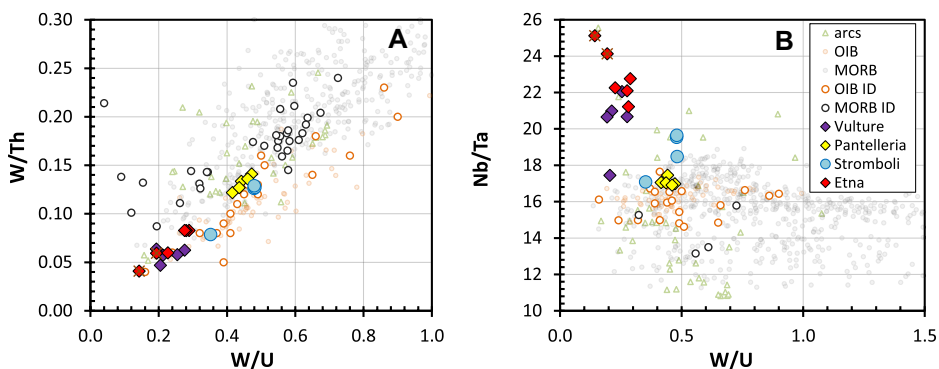 A
W/Th
0.30
0.25
0.20
0.15
0.10
0.05
0.00
0.0 0.2 0.4 0.6 0.8 1.0
W/U
B
Nb/Ta
26
24
22
20
18
16
14
12
10
0.0 0.5 1.0 1.5
W/U
arcs
OIB
MORB
OIB ID
MORB ID
Vulture
Pantelleria
Stromboli
Etna